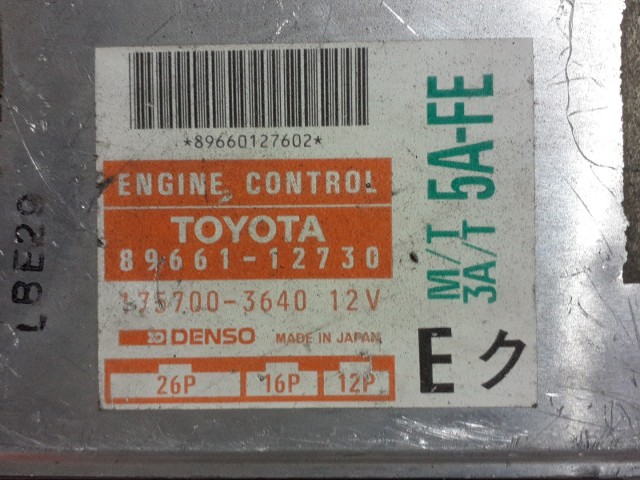 *89660127602*
ENGINE CONTROL
TOYOTA
89661-12730
175700-3640 12V
DENSO MADE IN JAPAN
26P 16P 12P
5A-FE
M/T
3A/T
E ク
LBE29